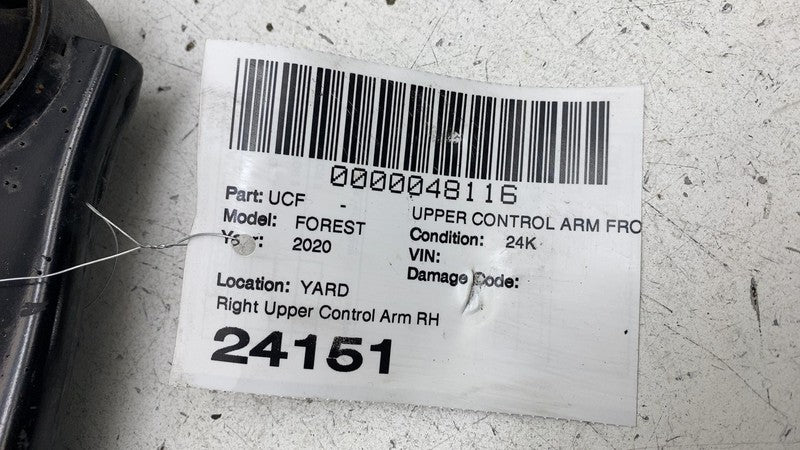 0000048116
Part: UCF - UPPER CONTROL ARM FRO
Model: FOREST Condition: 24K
Year: 2020 VIN:
Damage Code:
Location: YARD
Right Upper Control Arm RH
24151